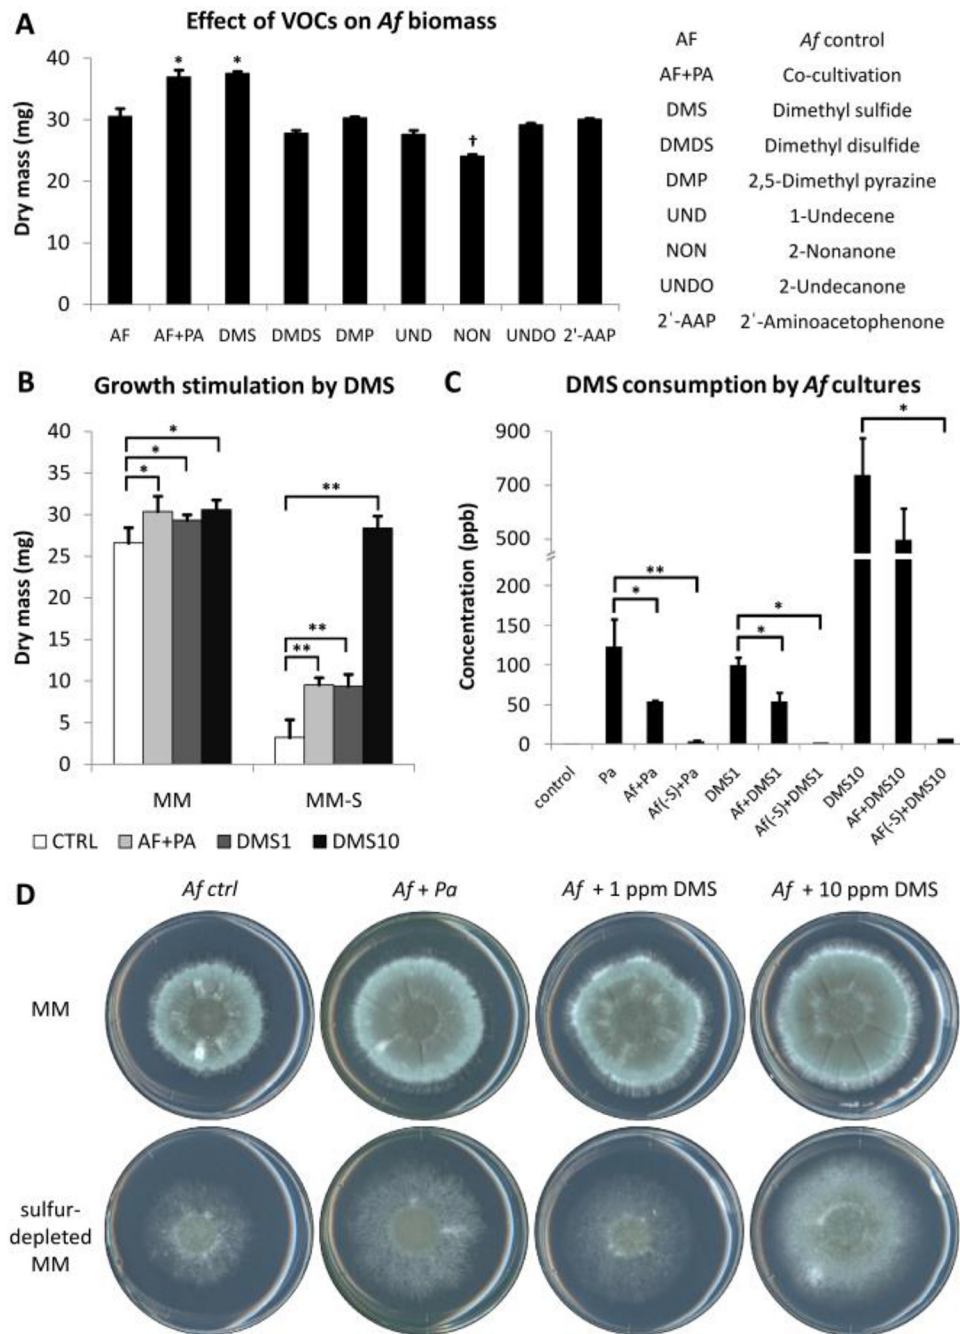 A
Effect of VOCs on Af biomass
Dry mass (mg)
40
30
20
10
0
*
*
†
AF AF+PA DMS DMDS DMP UND NON UNDO 2'-AAP
AF Af control
AF+PA Co-cultivation
DMS Dimethyl sulfide
DMDS Dimethyl disulfide
DMP 2,5-Dimethyl pyrazine
UND 1-Undecene
NON 2-Nonanone
UNDO 2-Undecanone
2'-AAP 2'-Aminoacetophenone
B
Growth stimulation by DMS
Dry mass (mg)
40
35
30
25
20
15
10
5
0
*
*
*
**
**
**
MM MM-S
CTRL AF+PA DMS1 DMS10
C
DMS consumption by Af cultures
Concentration (ppb)
900
700
500
200
150
100
50
0
*
**
*
*
*
control
Pa
Af+Pa
Af(-S)+Pa
DMS1
Af+DMS1
Af(-S)+DMS1
DMS10
AF+DMS10
AF(-S)+DMS10
D
Af ctrl Af + Pa Af + 1 ppm DMS Af + 10 ppm DMS
MM
sulfur-
depleted
MM